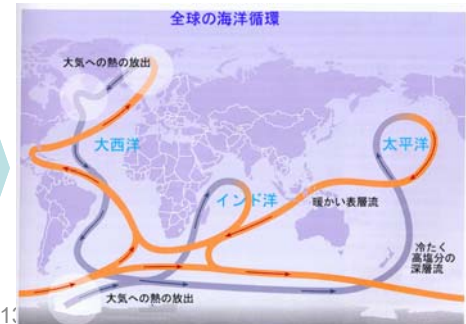 全球の海洋循環
大気への熱の放出
大西洋
太平洋
インド洋
暖かい表層流
冷たく
高塩分の
深層流
大気への熱の放出